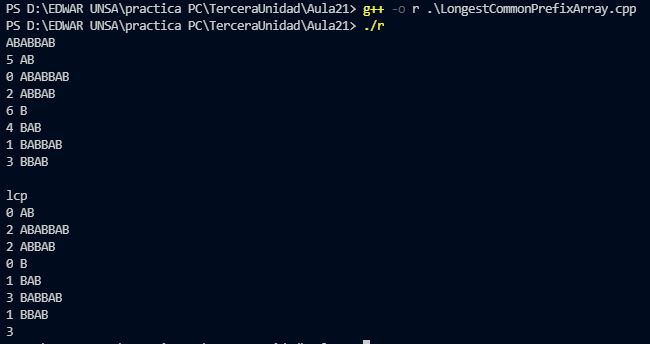 PS D:\EDWAR UNSA\practica PC\TerceraUnidad\Aula21> g++ -o r .\LongestCommonPrefixArray.cpp
PS D:\EDWAR UNSA\practica PC\TerceraUnidad\Aula21> ./r
ABABBAB
5 AB
0 ABABBAB
2 ABBAB
6 B
4 BAB
1 BABBAB
3 BBAB
lcp
0 AB
2 ABABBAB
2 ABBAB
0 B
1 BAB
3 BABBAB
1 BBAB
3